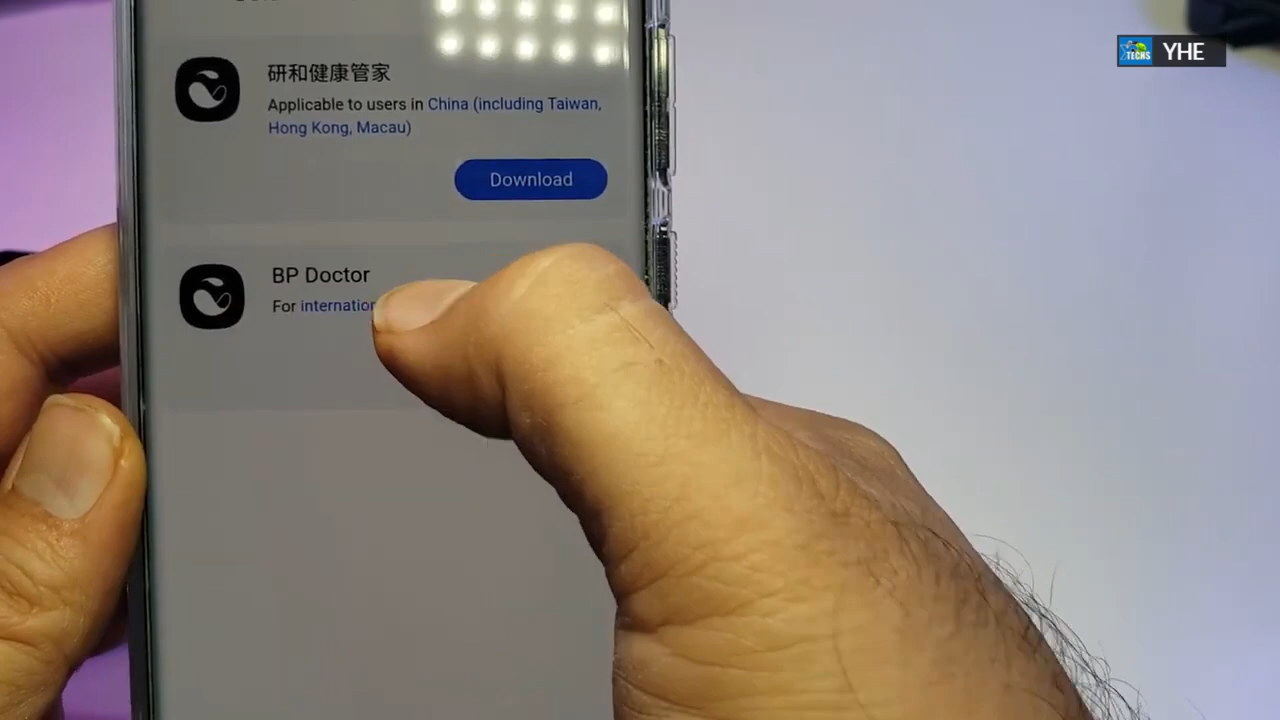 研和健康管家
Applicable to users in China (including Taiwan,
Hong Kong, Macau)
Download
BP Doctor
For
TECHS
YHE